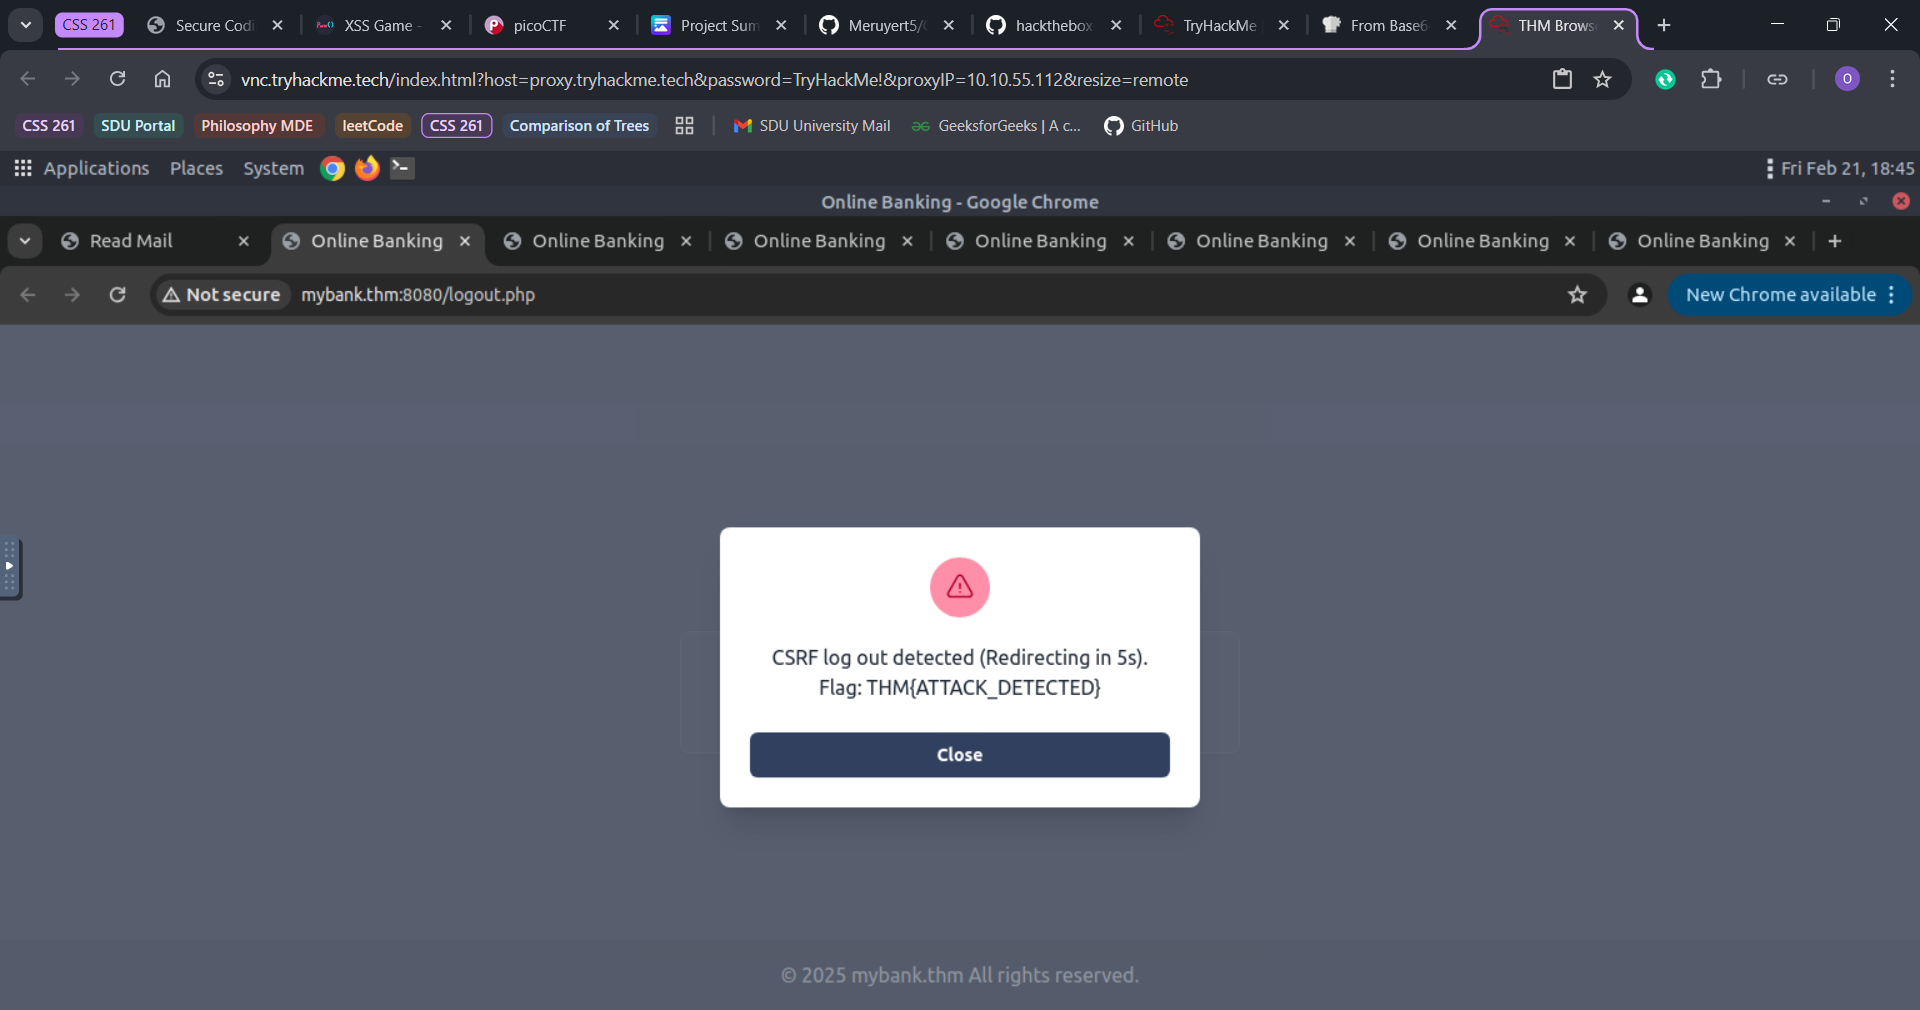 CSS 261 Secure Codi XSS Game - picoCTF Project Sum Meruyert5/ hackthebox TryHackMe From Base6 THM Brows
vnc.tryhackme.tech/index.html?host=proxy.tryhackme.tech&password=TryHackMe!&proxyIP=10.10.55.112&resize=remote O
CSS 261 SDU Portal Philosophy MDE leetCode CSS 261 Comparison of Trees SDU University Mail GeeksforGeeks | A c... GitHub
Applications Places System Fri Feb 21, 18:45
Online Banking - Google Chrome
Read Mail Online Banking Online Banking Online Banking Online Banking Online Banking Online Banking Online Banking
Not secure mybank.thm:8080/logout.php New Chrome available
CSRF log out detected (Redirecting in 5s).
Flag: THM{ATTACK_DETECTED}
Close
© 2025 mybank.thm All rights reserved.